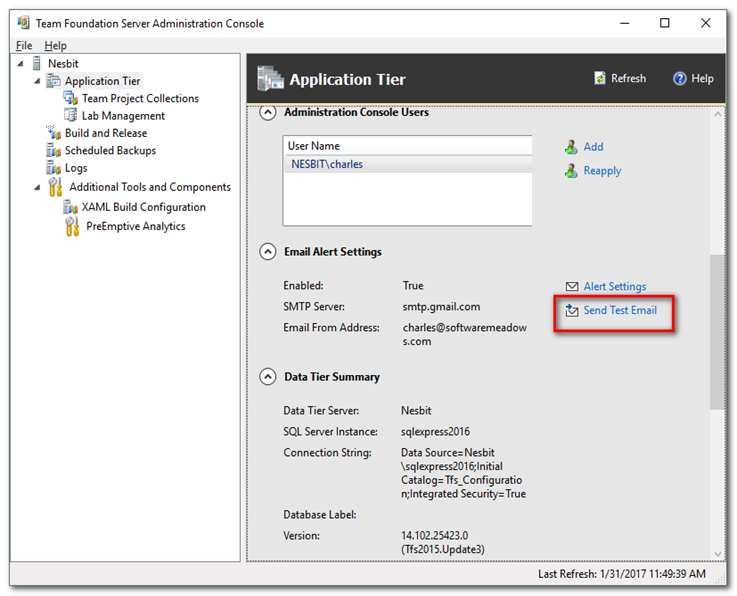 Team Foundation Server Administration Console
File Help
Nesbit
Application Tier
Team Project Collections
Lab Management
Build and Release
Scheduled Backups
Logs
Additional Tools and Components
XAML Build Configuration
PreEmptive Analytics
Application Tier
Refresh
Help
Administration Console Users
User Name
NESBIT\charles
Add
Reapply
Email Alert Settings
Enabled: True
SMTP Server: smtp.gmail.com
Email From Address: charles@softwaremeadow
s.com
Alert Settings
Send Test Email
Data Tier Summary
Data Tier Server: Nesbit
SQL Server Instance: sqlexpress2016
Connection String: Data Source=Nesbit
\sqlexpress2016;Initial
Catalog=Tfs_Configuratio
n;Integrated Security=True
Database Label:
Version: 14.102.25423.0
(Tfs2015.Update3)
Last Refresh: 1/31/2017 11:49:39 AM